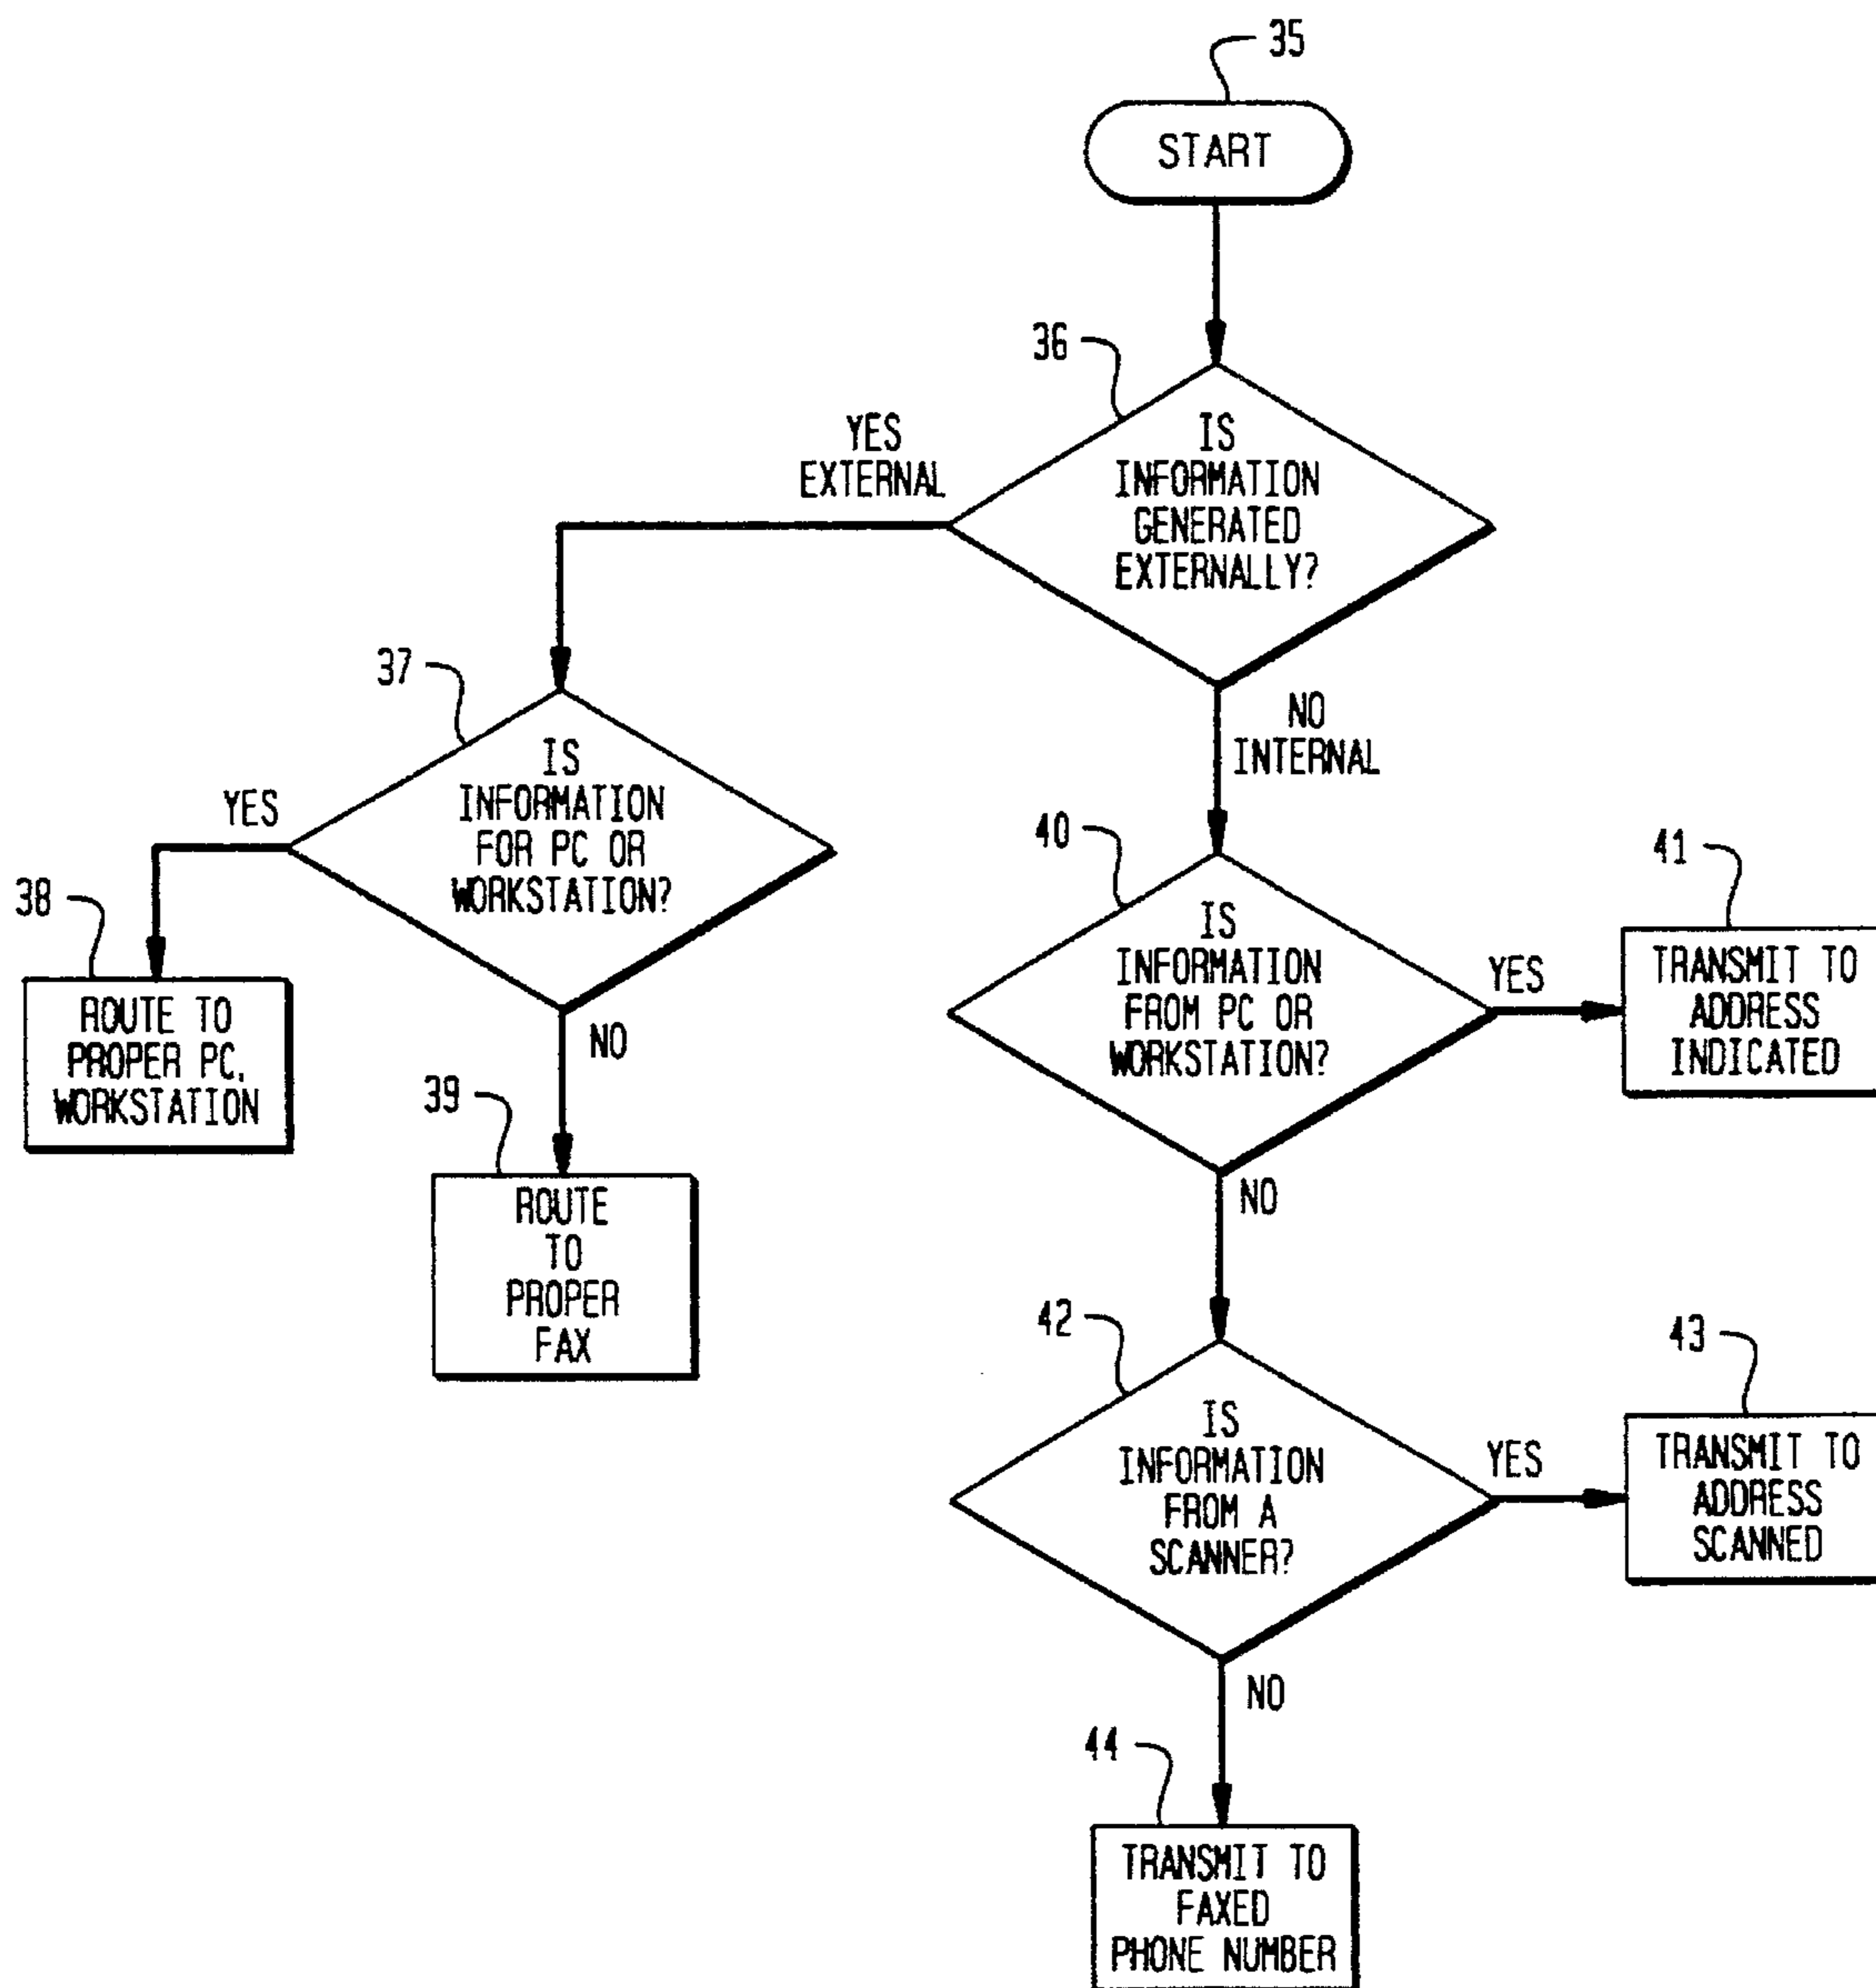 35
START
36
IS
INFORMATION
GENERATED
EXTERNALLY?
YES
EXTERNAL
NO
INTERNAL
37
IS
INFORMATION
FOR PC OR
WORKSTATION?
YES
38
ROUTE TO
PROPER PC,
WORKSTATION
NO
39
ROUTE
TO
PROPER
FAX
40
IS
INFORMATION
FROM PC OR
WORKSTATION?
YES
41
TRANSMIT TO
ADDRESS
INDICATED
NO
42
IS
INFORMATION
FROM A
SCANNER?
YES
43
TRANSMIT TO
ADDRESS
SCANNED
NO
44
TRANSMIT TO
FAXED
PHONE NUMBER